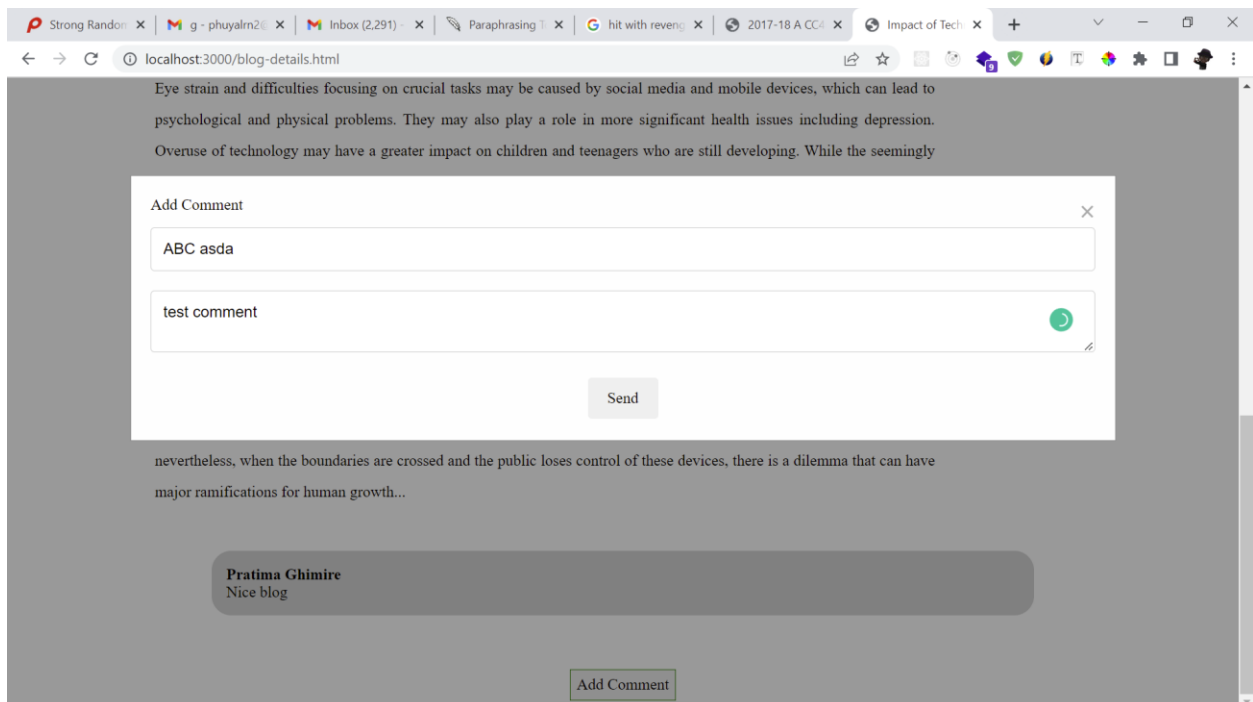 Strong Randon
g - phuyalrn2@
Inbox (2,291) -
Paraphrasing T
G hit with reveng
2017-18 A CC4
Impact of Tech
localhost:3000/blog-details.html
9
Eye strain and difficulties focusing on crucial tasks may be caused by social media and mobile devices, which can lead to
psychological and physical problems. They may also play a role in more significant health issues including depression.
Overuse of technology may have a greater impact on children and teenagers who are still developing. While the seemingly
Add Comment
ABC asda
test comment
Send
nevertheless, when the boundaries are crossed and the public loses control of these devices, there is a dilemma that can have
major ramifications for human growth...
Pratima Ghimire
Nice blog
Add Comment